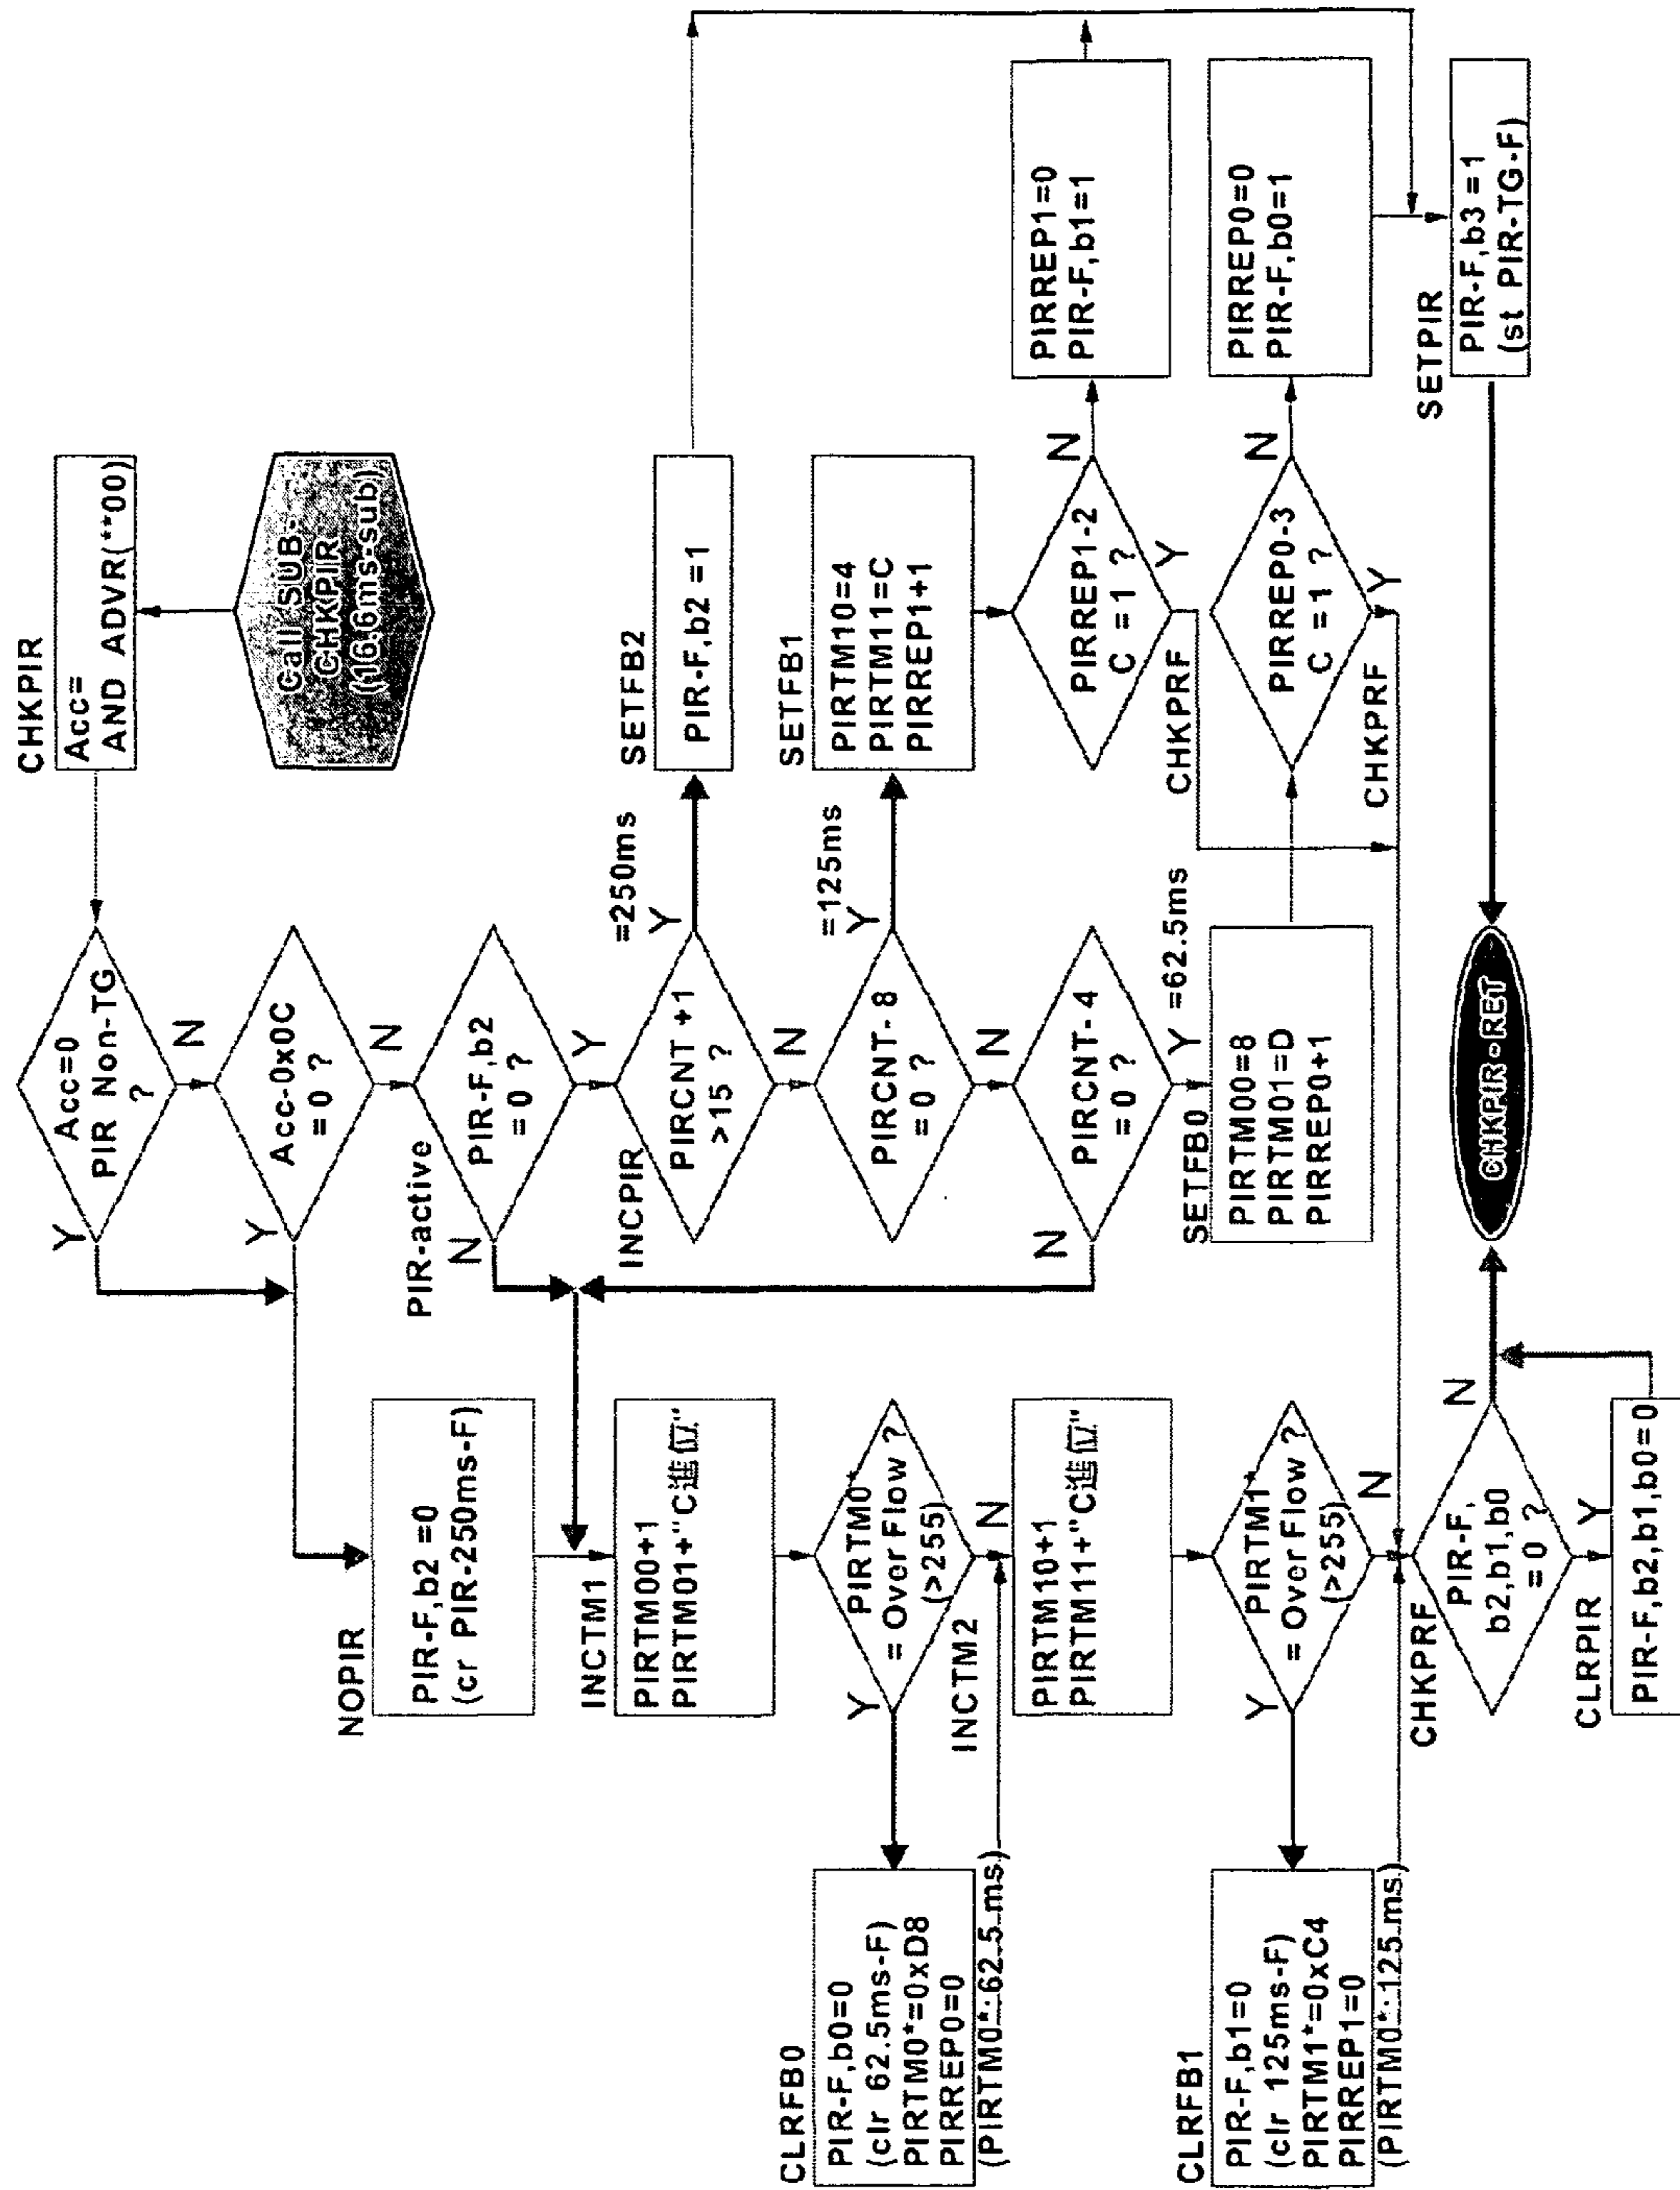 CHKPIR
Acc=
AND ADVR(**00)
Call SUB-
CHKPIR
(16.6ms-sub)
Acc=0
PIR Non-TG
?
Y
N
Acc-0x0C
=0 ?
Y
N
PIR-active
PIR-F,b2
=0 ?
N
Y
INCPIR
PIRCNT +1
>15 ?
=250ms
Y
N
SETFB2
PIR-F,b2 =1
PIRCNT-8
=0 ?
=125ms
Y
N
SETFB1
PIRTM10=4
PIRTM11=C
PIRREP1+1
PIRCNT-4
=0 ?
N
Y =62.5ms
SETFB0
PIRTM00=8
PIRTM01=D
PIRREP0+1
PIRREP1-2
C =1 ?
N
Y
CHKPRF
PIRREP1=0
PIR-F,b1=1
PIRREP0-3
C =1 ?
N
Y
CHKPRF
PIRREP0=0
PIR-F,b0=1
SETPIR
PIR-F,b3 =1
(st PIR-TG-F)
NOPIR
PIR-F,b2 =0
(cr PIR-250ms-F)
INCTM1
PIRTM00+1
PIRTM01+"C進位"
PIRTM0*
= Over Flow ?
(>255)
Y
N
CLRFB0
PIR-F,b0=0
(clr 62.5ms-F)
PIRTM0*=0xD8
PIRREP0=0
(PIRTM0*:62.5 ms)
INCTM2
PIRTM10+1
PIRTM11+"C進位"
PIRTM1*
= Over Flow ?
(>255)
Y
N
CLRFB1
PIR-F,b1=0
(clr 125ms-F)
PIRTM1*=0xC4
PIRREP1=0
(PIRTM0*:125 ms)
CHKPRF
PIR-F,
b2,b1,b0
=0 ?
N
Y
CLRPIR
PIR-F,b2,b1,b0=0
CHKPIR-RET